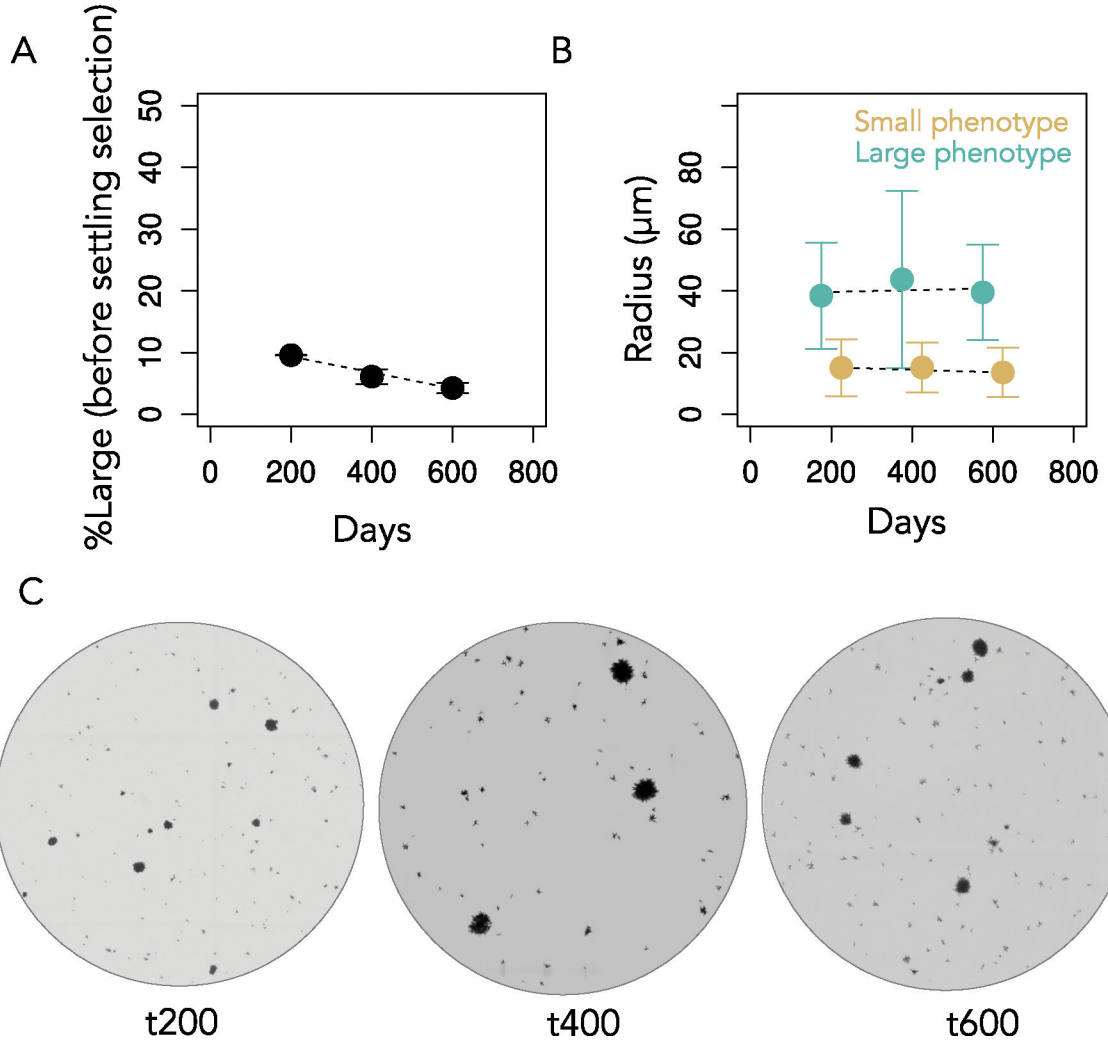 A
%Large (before settling selection)
50
40
30
20
10
0
0 200 400 600 800
Days
B
Small phenotype
Large phenotype
Radius (µm)
80
60
40
20
0
0 200 400 600 800
Days
C
t200 t400 t600